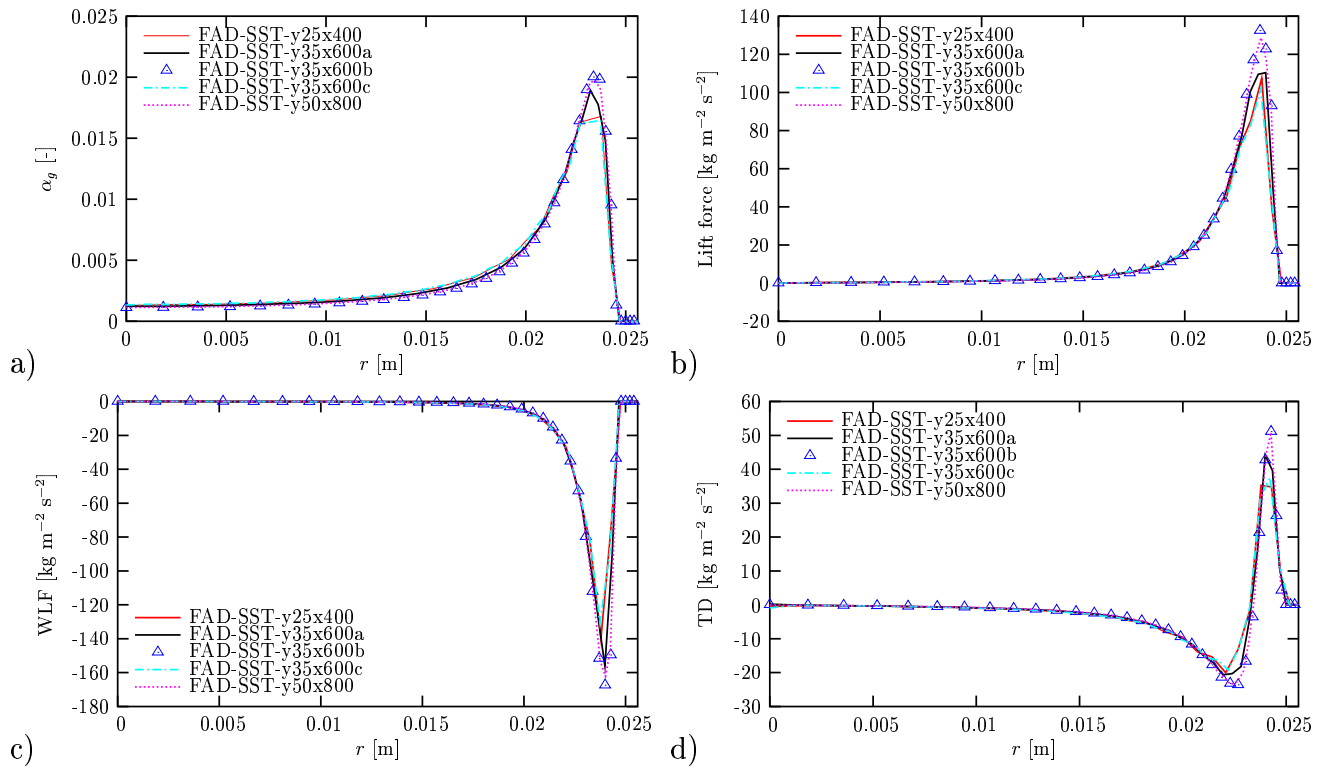 0.025
0.02
0.015
0.01
0.005
0
α_g [-]
FAD-SST-y25x400
FAD-SST-y35x600a
FAD-SST-y35x600b
FAD-SST-y35x600c
FAD-SST-y50x800
0 0.005 0.01 0.015 0.02 0.025
r [m]
a)
140
120
100
80
60
40
20
0
-20
Lift force [kg m⁻² s⁻²]
FAD-SST-y25x400
FAD-SST-y35x600a
FAD-SST-y35x600b
FAD-SST-y35x600c
FAD-SST-y50x800
0 0.005 0.01 0.015 0.02 0.025
r [m]
b)
0
-20
-40
-60
-80
-100
-120
-140
-160
-180
WLF [kg m⁻² s⁻²]
FAD-SST-y25x400
FAD-SST-y35x600a
FAD-SST-y35x600b
FAD-SST-y35x600c
FAD-SST-y50x800
0 0.005 0.01 0.015 0.02 0.025
r [m]
c)
60
50
40
30
20
10
0
-10
-20
-30
TD [kg m⁻² s⁻²]
FAD-SST-y25x400
FAD-SST-y35x600a
FAD-SST-y35x600b
FAD-SST-y35x600c
FAD-SST-y50x800
0 0.005 0.01 0.015 0.02 0.025
r [m]
d)